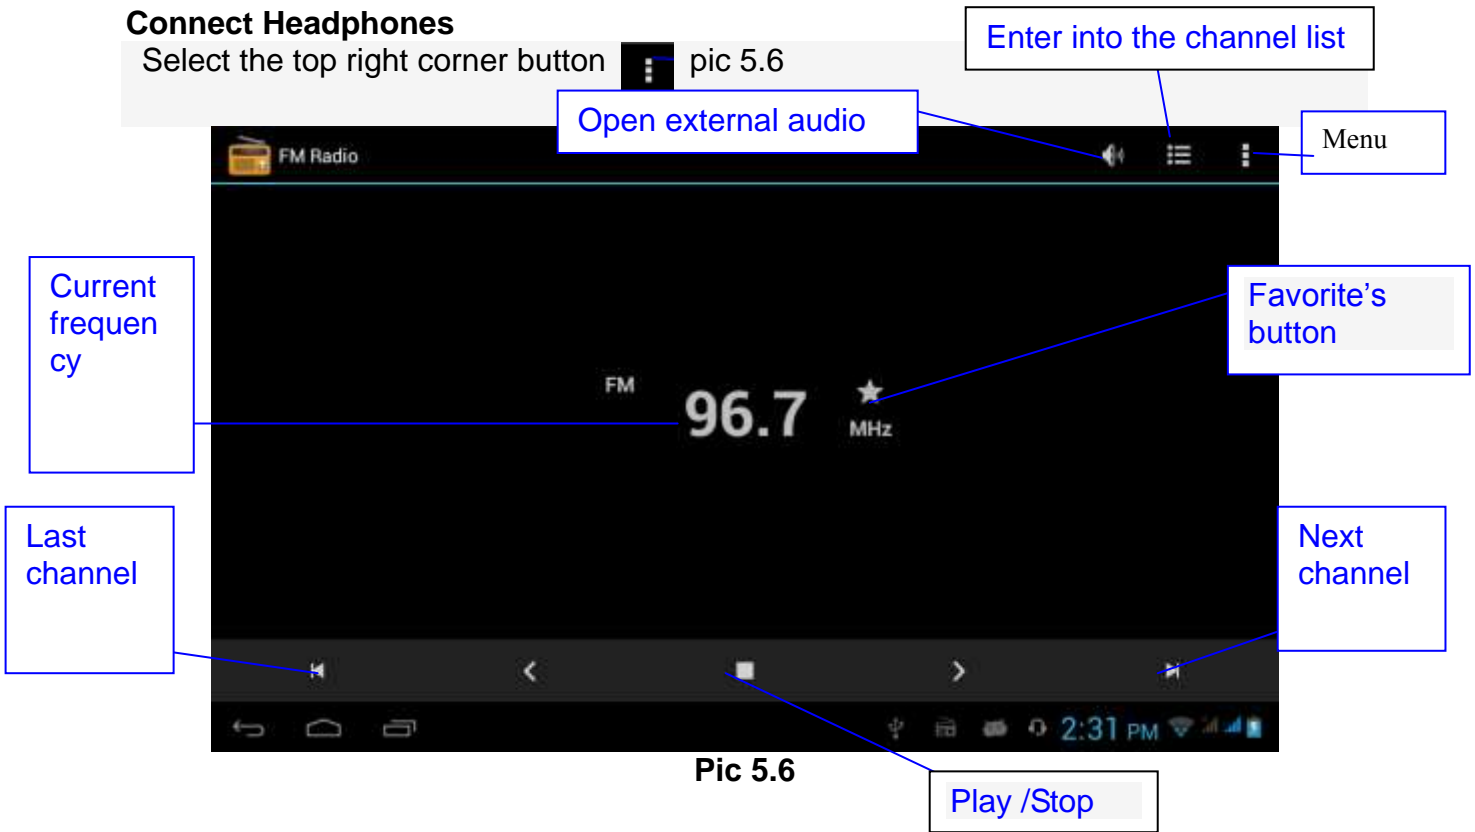 Connect Headphones
Select the top right corner button pic 5.6
Enter into the channel list
Open external audio
Menu
FM Radio
Current
frequen
cy
Favorite's
button
FM 96.7 MHz
Last
channel
Next
channel
2:31 PM
Pic 5.6
Play /Stop